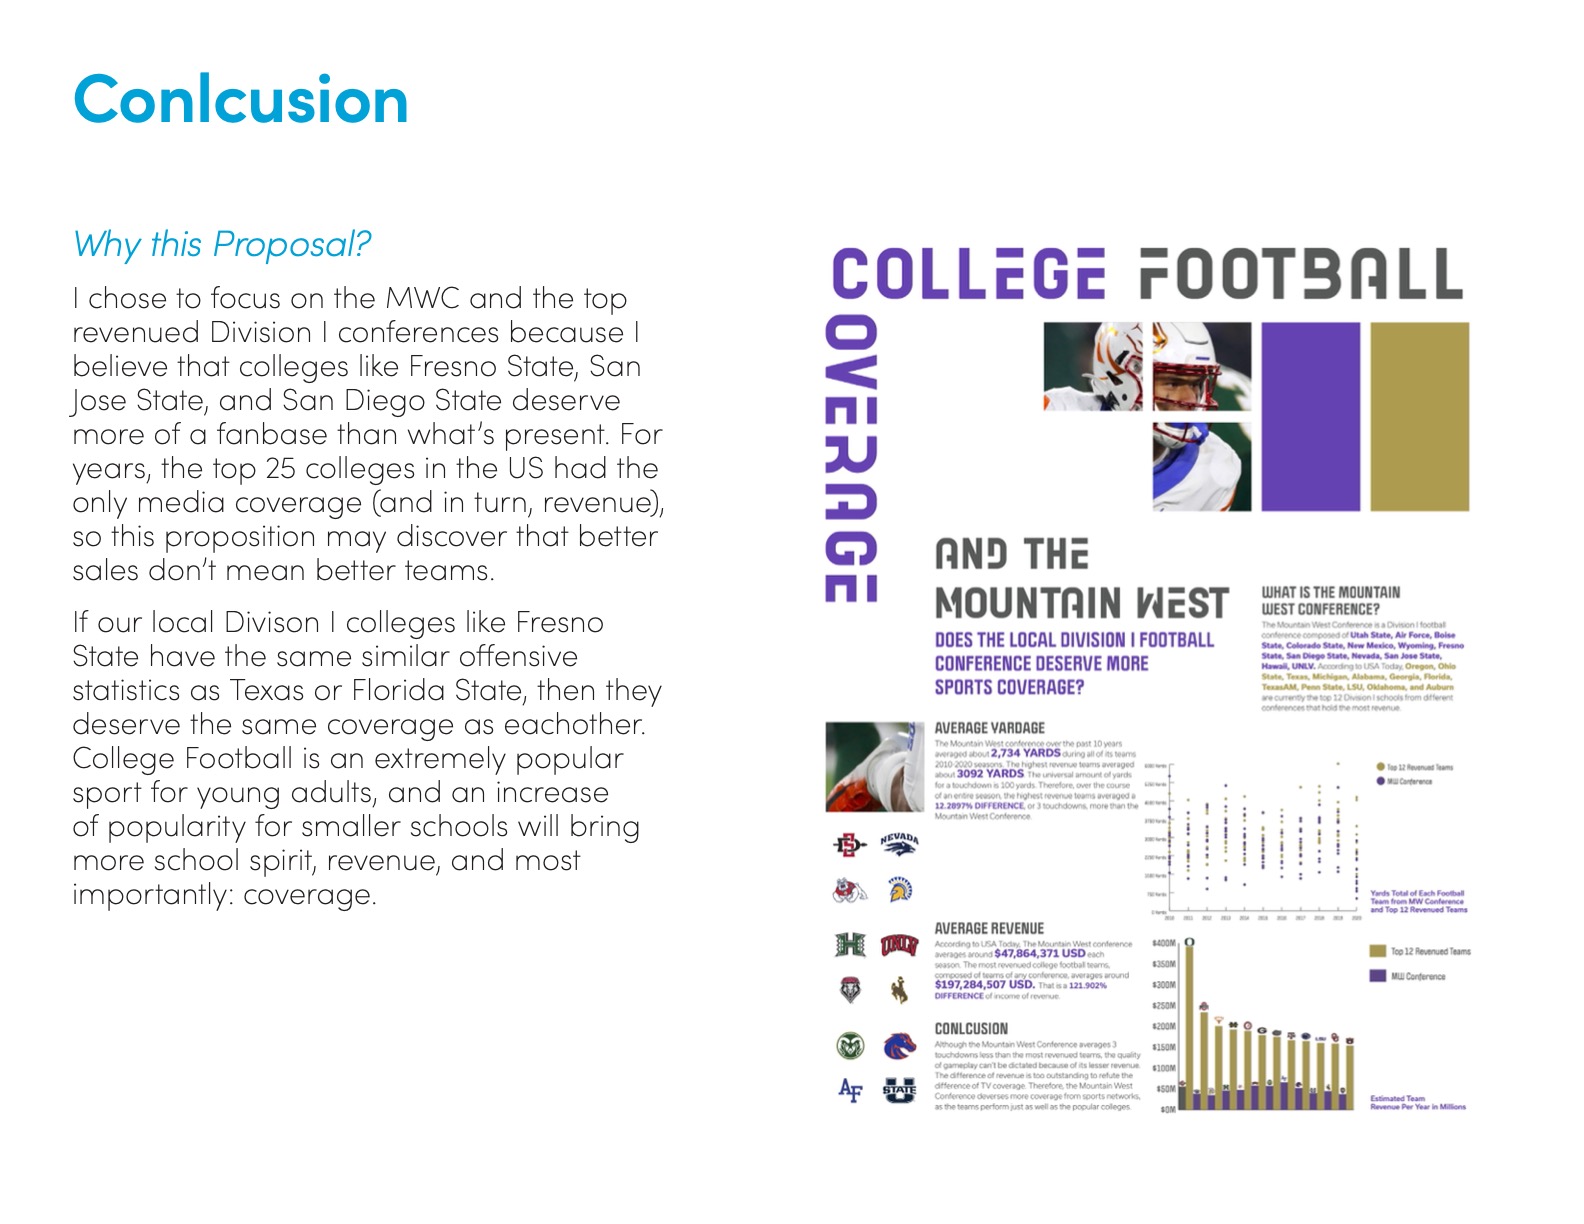 Conlcusion
Why this Proposal?
I chose to focus on the MWC and the top
revenued Division I conferences because I
believe that colleges like Fresno State, San
Jose State, and San Diego State deserve
more of a fanbase than what's present. For
years, the top 25 colleges in the US had the
only media coverage (and in turn, revenue),
so this proposition may discover that better
sales don't mean better teams.
If our local Divison I colleges like Fresno
State have the same similar offensive
statistics as Texas or Florida State, then they
deserve the same coverage as eachother.
College Football is an extremely popular
sport for young adults, and an increase
of popularity for smaller schools will bring
more school spirit, revenue, and most
importantly: coverage.
COLLEGE FOOTBALL
COVERAGE
AND THE
MOUNTAIN WEST
DOES THE LOCAL DIVISION I FOOTBALL
CONFERENCE DESERVE MORE
SPORTS COVERAGE?
WHAT IS THE MOUNTAIN
WEST CONFERENCE?
The Mountain West Conference is a Division I football
conference composed of Utah State, Air Force, Boise
State, Colorado State, New Mexico, Wyoming, Fresno
State, San Diego State, Nevada, San Jose State,
Hawaii, UNLV. According to USA Today, Oregon, Ohio
State, Texas, Michigan, Alabama, Georgia, Florida,
TexasAM, Penn State, LSU, Oklahoma, and Auburn
are currently the top 12 Division I schools from different
conferences that hold the most revenue.
AVERAGE YARDAGE
The Mountain West conference over the past 10 years
averaged about 2,734 YARDS during all of its teams
2010-2020 seasons. The highest revenue teams averaged
about 3092 YARDS. The universal amount of yards
for a touchdown is 100 yards. Therefore, over the course
of an entire season, the highest revenue teams averaged a
12.2897% DIFFERENCE, or 3 touchdowns, more than the
Mountain West Conference.
Top 12 Revenued Teams
MW Conference
0 Yards
2010 2011 2012 2013 2014 2015 2016 2017 2018 2019 2020
Yards Total of Each Football
Team from MW Conference
and Top 12 Revenued Teams
NEVADA
H
UNLV
AF
U STATE
AVERAGE REVENUE
According to USA Today, The Mountain West conference
averages around $47,864,371 USD each
season. The most revenued college football teams,
composed of teams of any conference, averages around
$197,284,507 USD. That is a 121.902%
DIFFERENCE of income of revenue.
CONLCUSION
Although the Mountain West Conference averages 3
touchdowns less than the most revenued teams, the quality
of gameplay can't be dictated because of its lesser revenue.
The difference of revenue is too outstanding to refute the
difference of TV coverage. Therefore, the Mountain West
Conference deverses more coverage from sports networks,
as the teams perform just as well as the popular colleges.
$400M
$350M
$300M
$250M
$200M
$150M
$100M
$50M
$0M
Top 12 Revenued Teams
MW Conference
Estimated Team
Revenue Per Year in Millions